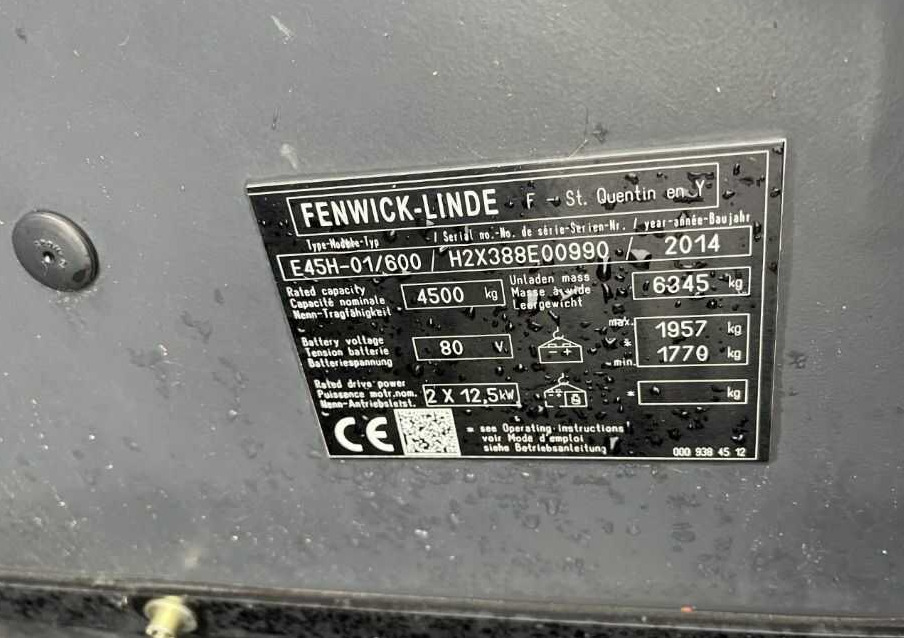 FENWICK-LINDE F - St. Quentin en Y
Type-Modèle-Typ / Serial no.-No. de série-Serien-Nr. / year-année-Baujahr
E45H-01/600 / H2X388E00990 / 2014
Rated capacity
Capacité nominale
Nenn-Tragfähigkeit
4500 kg
Unladen mass
Masse à vide
Leergewicht
6345 kg
Battery voltage
Tension batterie
Batteriespannung
80 V.
- +
max. 1957 kg
*
min. 1770 kg
Rated drive power
Puissance motr.nom.
Nenn-Antriebsleist.
2 X 12,5 kW
* kg
CE
* see Operating instructions
voir Mode d'emploi
siehe Betriebsanleitung
000 938 45 12